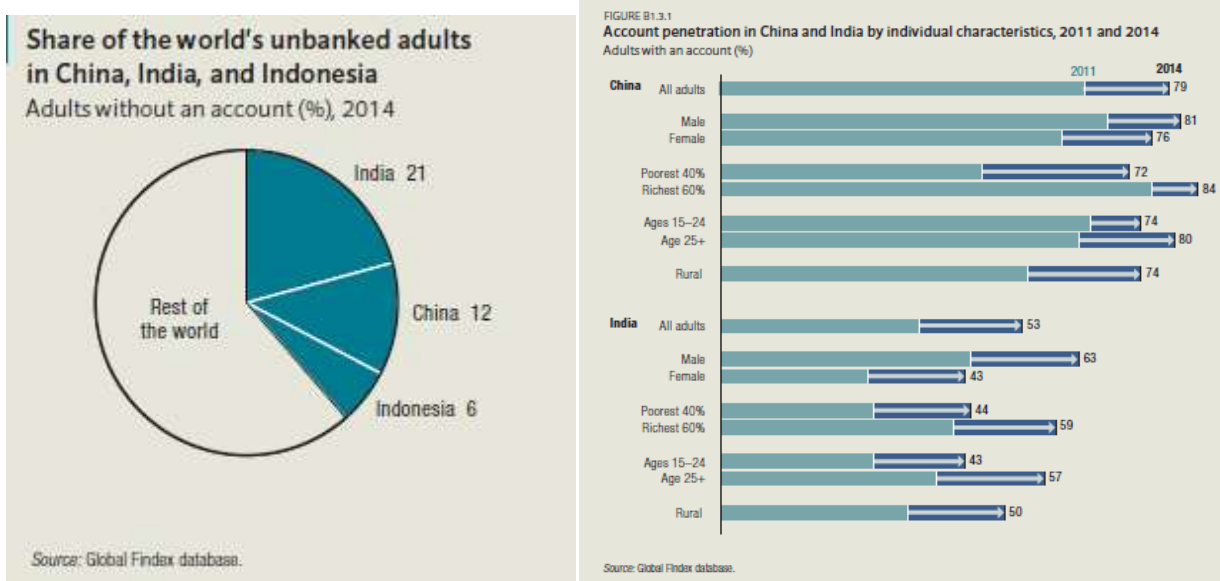 Share of the world's unbanked adults
in China, India, and Indonesia
Adults without an account (%), 2014
India 21
Rest of
the world
China 12
Indonesia 6
Source: Global Findex database.
FIGURE B1.3.1
Account penetration in China and India by individual characteristics, 2011 and 2014
Adults with an account (%)
2011 2014
China All adults 79
Male 81
Female 76
Poorest 40% 72
Richest 60% 84
Ages 15–24 74
Age 25+ 80
Rural 74
India All adults 53
Male 63
Female 43
Poorest 40% 44
Richest 60% 59
Ages 15–24 43
Age 25+ 57
Rural 50
Source: Global Findex database.